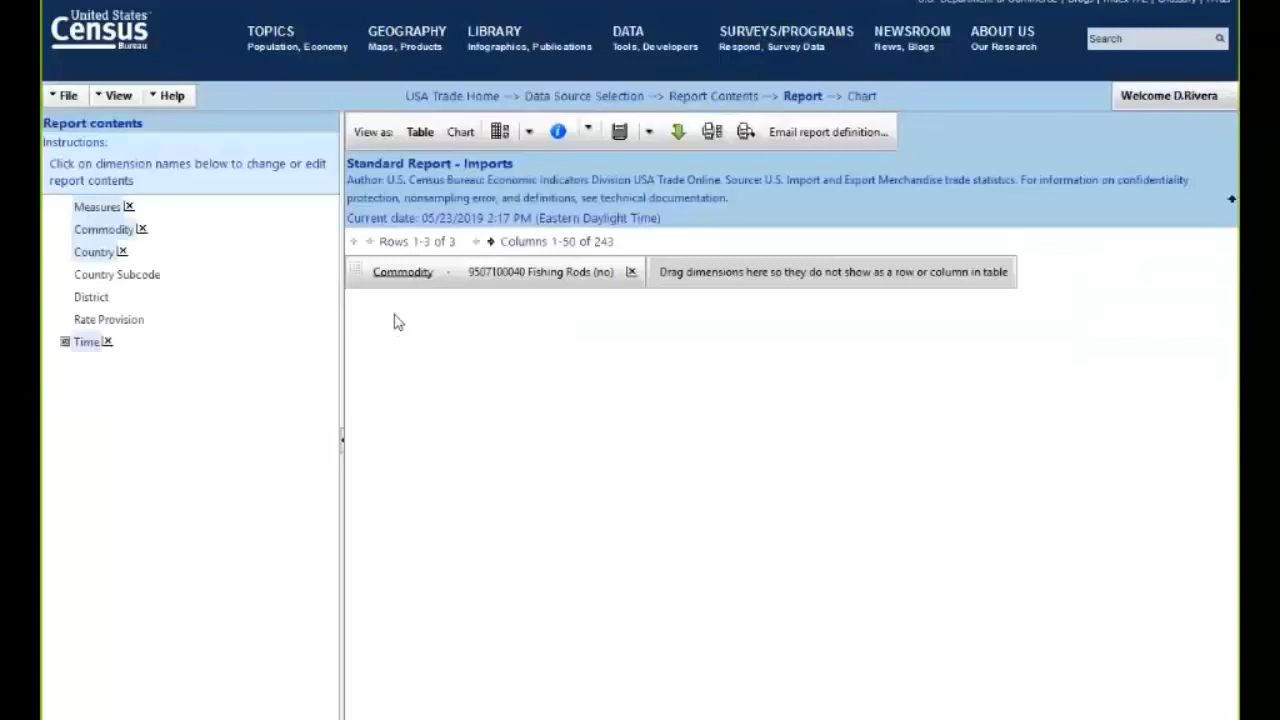 United States
Census
Bureau
TOPICS
Population, Economy
GEOGRAPHY
Maps, Products
LIBRARY
Infographics, Publications
DATA
Tools, Developers
SURVEYS/PROGRAMS
Respond, Survey Data
NEWSROOM
News, Blogs
ABOUT US
Our Research
Search
File View Help
USA Trade Home --> Data Source Selection --> Report Contents --> Report --> Chart
Welcome D.Rivera
Report contents
Instructions:
Click on dimension names below to change or edit
report contents
Measures
Commodity
Country
Country Subcode
District
Rate Provision
Time
View as: Table Chart Email report definition...
Standard Report - Imports
Author: U.S. Census Bureau: Economic Indicators Division USA Trade Online. Source: U.S. Import and Export Merchandise trade statistics. For information on confidentiality
protection, nonsampling error, and definitions, see technical documentation.
Current date: 05/23/2019 2:17 PM (Eastern Daylight Time)
Rows 1-3 of 3 Columns 1-50 of 243
Commodity - 9507100040 Fishing Rods (no) Drag dimensions here so they do not show as a row or column in table